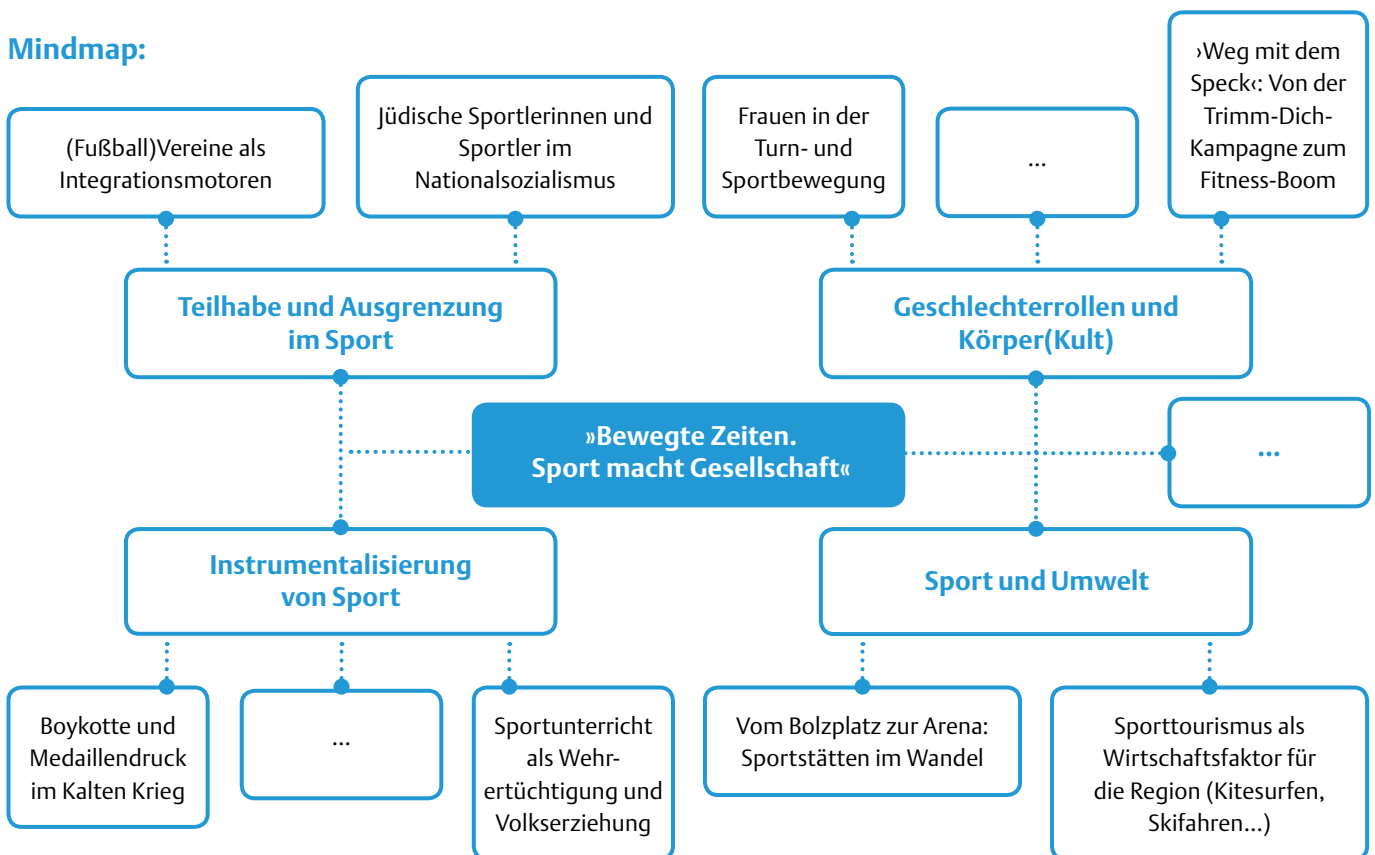 Mindmap:
(Fußball)Vereine als
Integrationsmotoren
Jüdische Sportlerinnen und
Sportler im
Nationalsozialismus
Frauen in der
Turn- und
Sportbewegung
...
›Weg mit dem
Speck‹: Von der
Trimm-Dich-
Kampagne zum
Fitness-Boom
Teilhabe und Ausgrenzung
im Sport
Geschlechterrollen und
Körper(Kult)
»Bewegte Zeiten.
Sport macht Gesellschaft«
...
Instrumentalisierung
von Sport
Sport und Umwelt
Boykotte und
Medaillendruck
im Kalten Krieg
...
Sportunterricht
als Wehr-
ertüchtigung und
Volkserziehung
Vom Bolzplatz zur Arena:
Sportstätten im Wandel
Sporttourismus als
Wirtschaftsfaktor für
die Region (Kitesurfen,
Skifahren...)